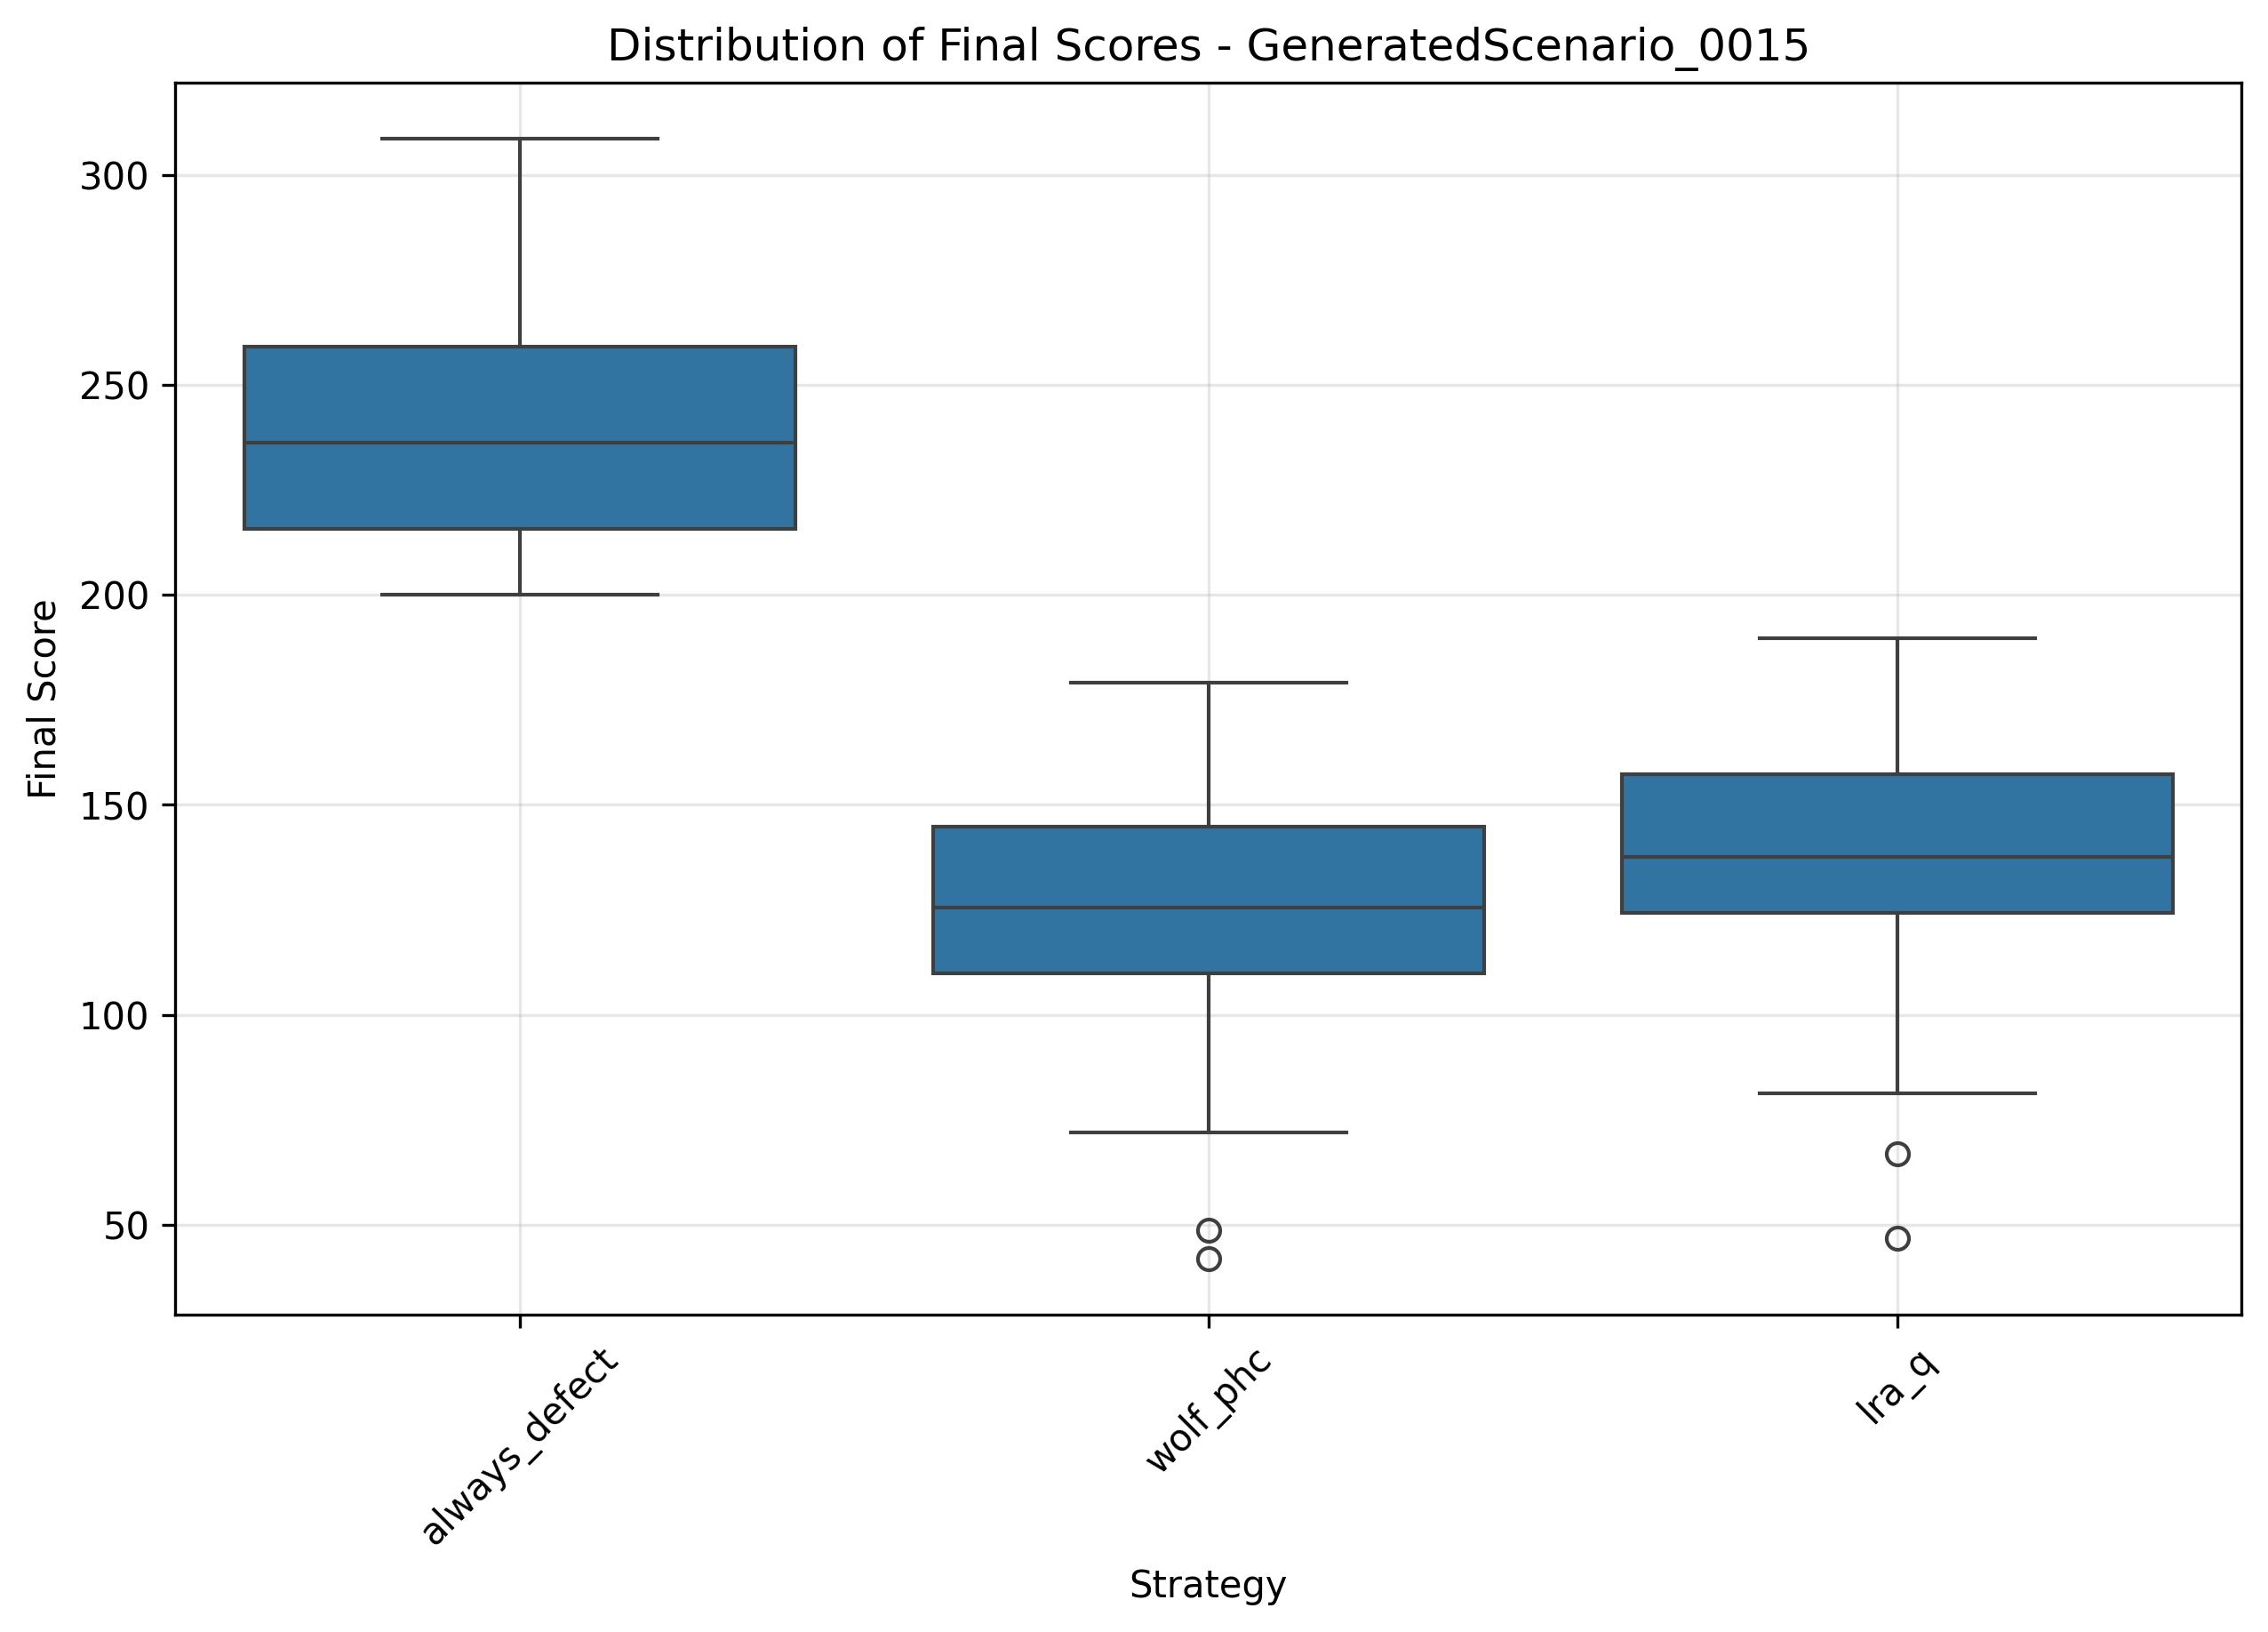 Distribution of Final Scores - GeneratedScenario_0015
Final Score
300
250
200
150
100
50
always_defect
wolf_phc
lra_q
Strategy